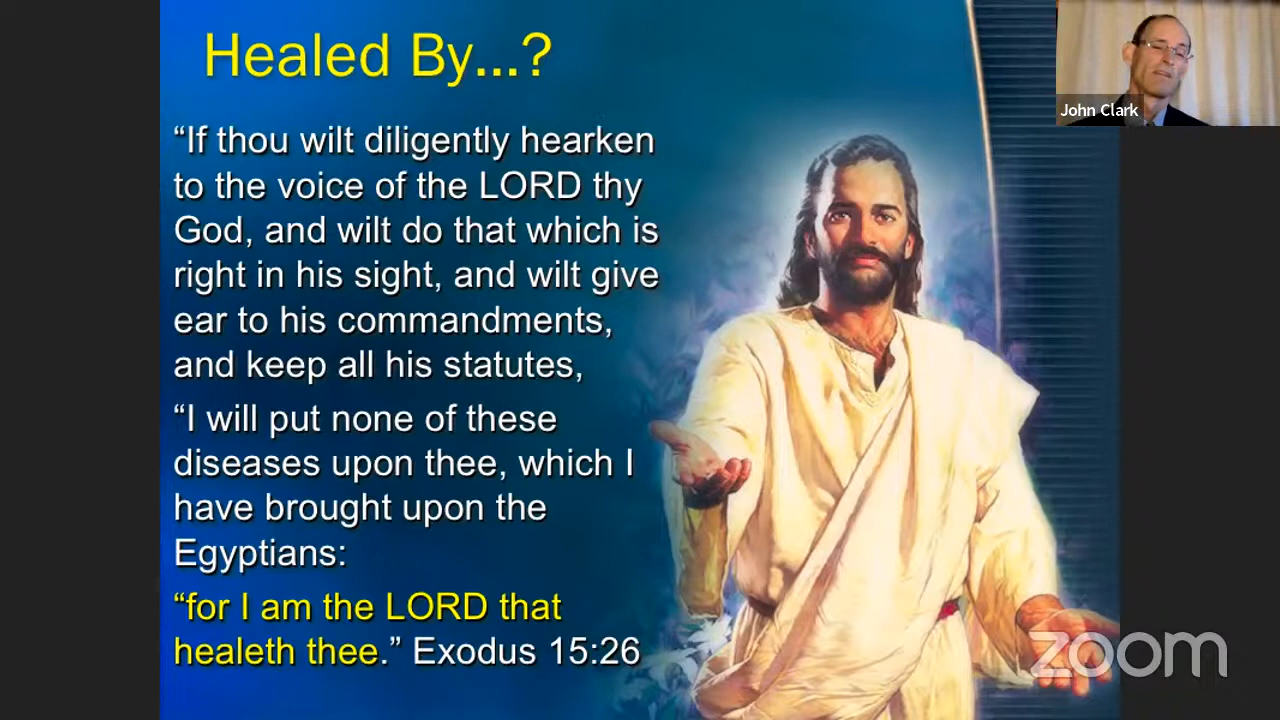 Healed By...?
John Clark
“If thou wilt diligently hearken
to the voice of the LORD thy
God, and wilt do that which is
right in his sight, and wilt give
ear to his commandments,
and keep all his statutes,
“I will put none of these
diseases upon thee, which I
have brought upon the
Egyptians:
“for I am the LORD that
healeth thee.” Exodus 15:26
zoom